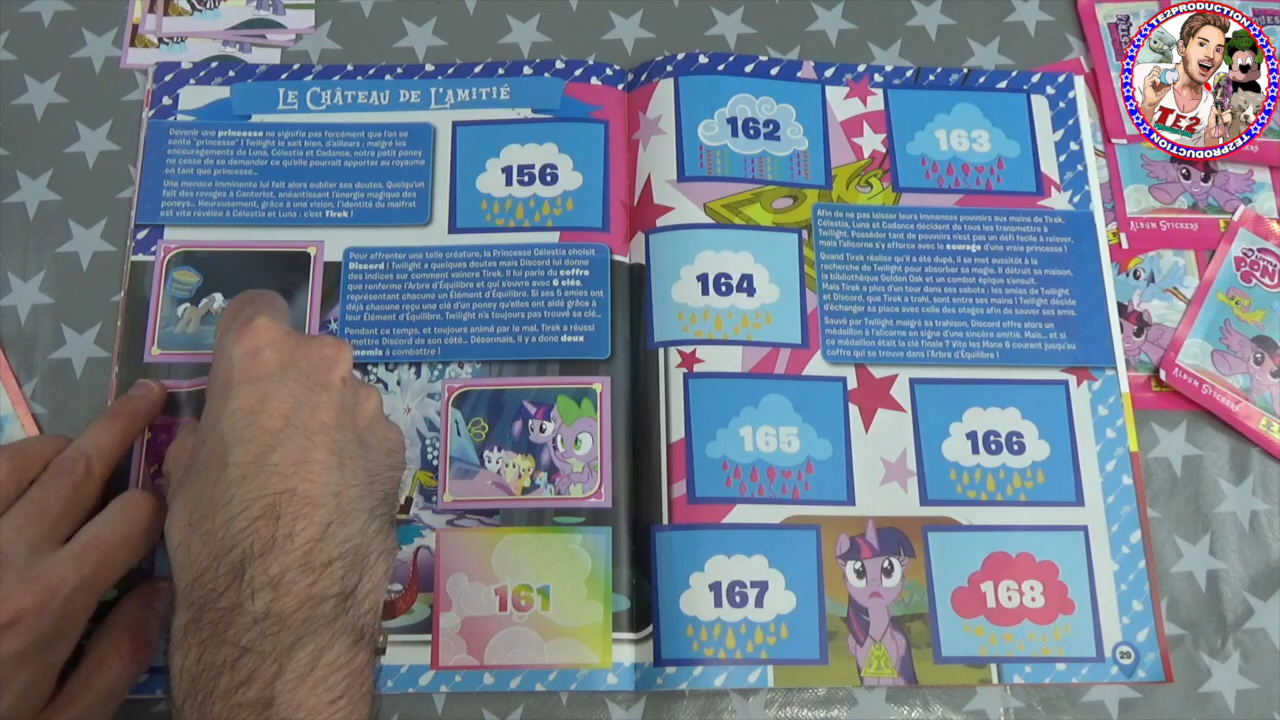 LE CHÂTEAU DE L'AMITIÉ
Devenir une princesse ne signifie pas forcément que l'on se
sente "princesse" ! Twilight le sait bien, d'ailleurs : malgré les
encouragements de Luna, Célestia et Cadance, notre petit poney
ne cesse de se demander ce qu'elle pourrait apporter au royaume
en tant que princesse...
Une menace imminente lui fait alors oublier ses doutes. Quelqu'un
fait des ravages à Canterlot, anéantissant l'énergie magique des
poneys... Heureusement, grâce à une vision, l'identité du malfrat
est vite révélée à Célestia et Luna : c'est Tirek !
156
Pour affronter une telle créature, la Princesse Célestia choisit
Discord ! Twilight a quelques doutes mais Discord lui donne
des indices sur comment vaincre Tirek. Il lui parle du coffre
que renferme l'Arbre d'Équilibre et qui s'ouvre avec 6 clés,
représentant chacune un Élément d'Équilibre. Si ses 5 amies ont
déjà chacune reçu une clé d'un poney qu'elles ont aidé grâce à
leur Élément d'Équilibre, Twilight n'a toujours pas trouvé sa clé...
Pendant ce temps, et toujours animé par le mal, Tirek a réussi
mettre Discord de son côté... Désormais, il y a donc deux
à combattre !
161
162
163
164
Afin de ne pas laisser leurs immenses pouvoirs aux mains de Tirek,
Célestia, Luna et Cadance décident de tous les transmettre à
Twilight. Posséder tant de pouvoirs n'est pas un défi facile à relever,
mais l'alicorne s'y efforce avec le courage d'une vraie princesse !
Quand Tirek réalise qu'il a été dupé, il se met aussitôt à la
recherche de Twilight pour absorber sa magie. Il détruit sa maison,
la bibliothèque Golden Oak et un combat épique s'ensuit.
Mais Tirek a plus d'un tour dans ses sabots : les amies de Twilight
et Discord, que Tirek a trahi, sont entre ses mains ! Twilight décide
d'échanger sa place avec celle des otages afin de sauver ses amis.
Sauvé par Twilight malgré sa trahison, Discord offre alors un
médaillon à l'alicorne en signe d'une sincère amitié. Mais... et si
ce médaillon était la clé finale ? Vite les Mane 6 courent jusqu'au
coffre qui se trouve dans l'Arbre d'Équilibre !
165
166
167
168
29
TE2PRODUCTION
TE2
TE2PRODUCTION
ALBUM STICKERS
PONY
ALBUM STICKERS